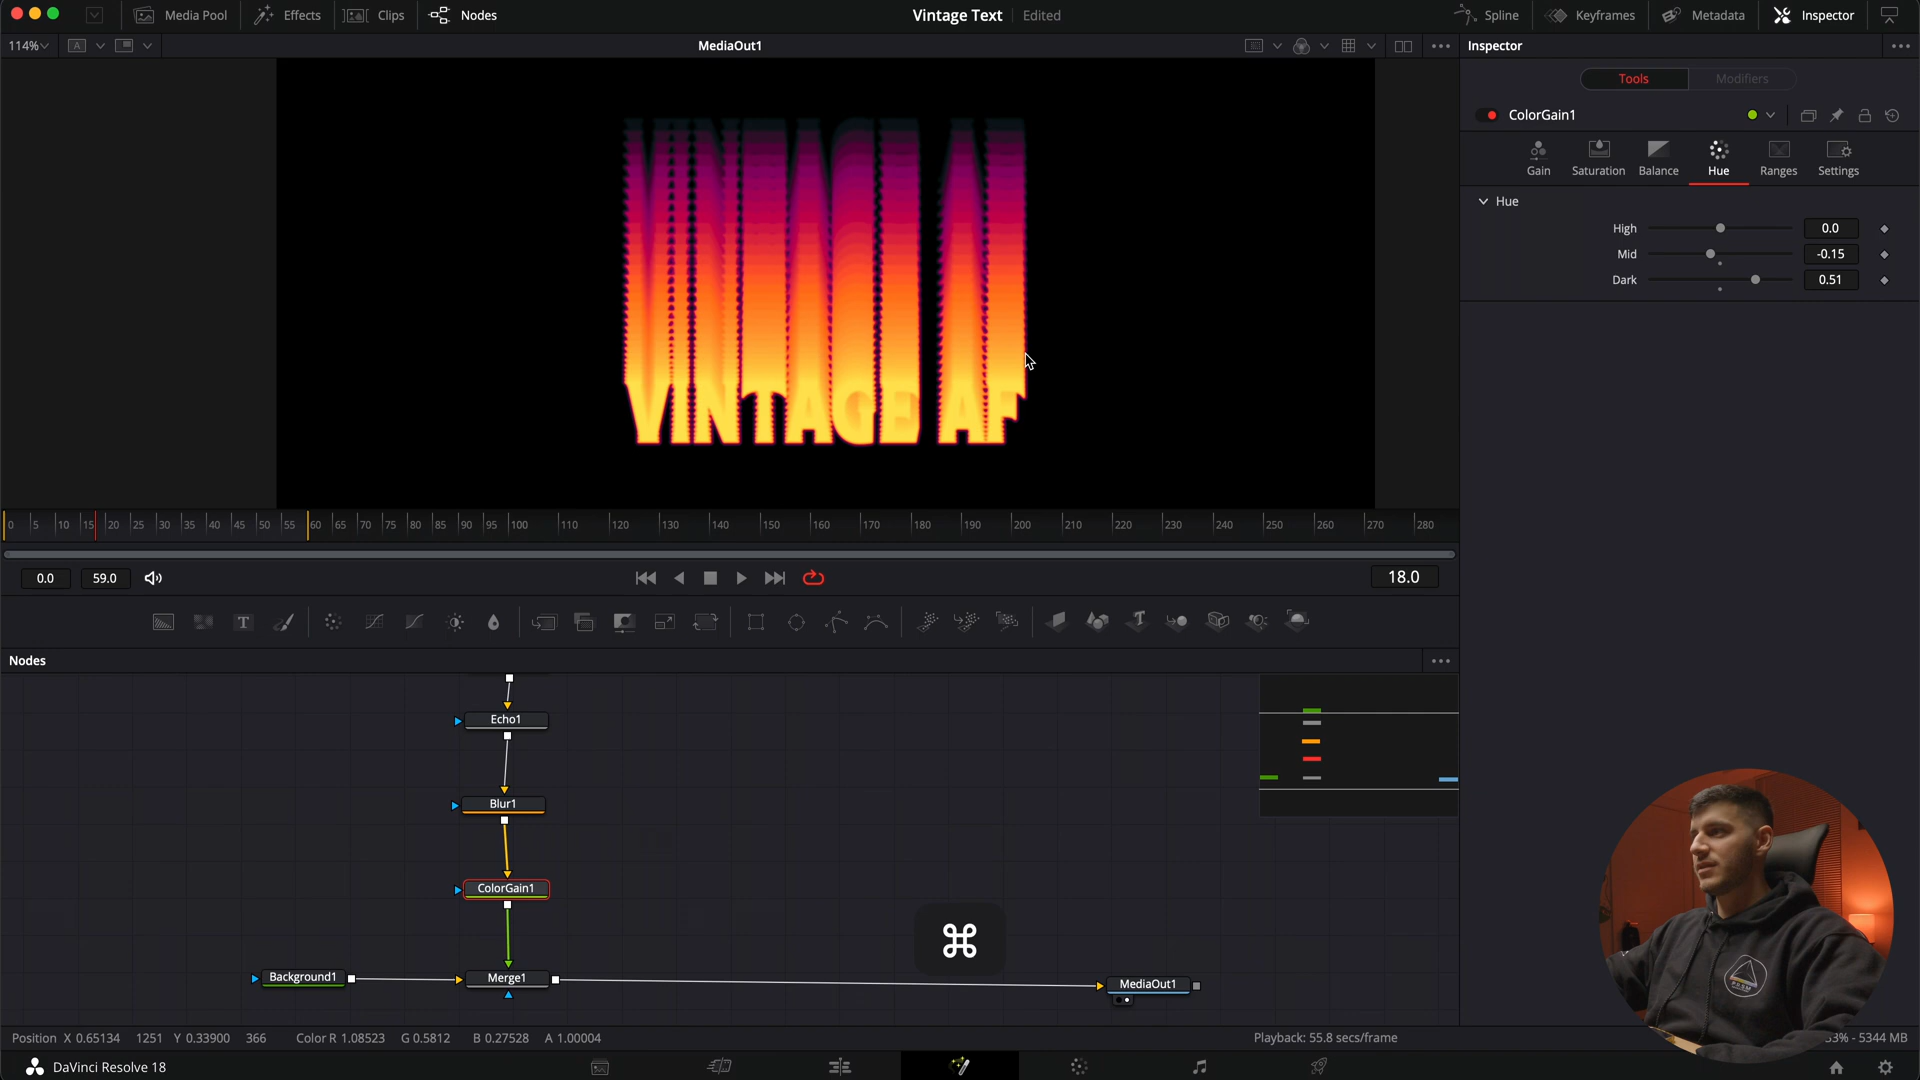 Media Pool Effects Clips Nodes Vintage Text Edited Spline Keyframes Metadata Inspector
114% A MediaOut1 Inspector
Tools Modifiers
ColorGain1
Gain Saturation Balance Hue Ranges Settings
Hue
High 0.0
Mid -0.15
Dark 0.51
VINTAGE AF
0 5 10 15 20 25 30 35 40 45 50 55 60 65 70 75 80 85 90 95 100 110 120 130 140 150 160 170 180 190 200 210 220 230 240 250 260 270 280
0.0 59.0 18.0
T T
Nodes
Echo1
Blur1
ColorGain1
⌘
Background1 Merge1 MediaOut1
Position X 0.65134 1251 Y 0.33900 366 Color R 1.08523 G 0.5812 B 0.27528 A 1.00004 Playback: 55.8 secs/frame 53% - 5344 MB
DaVinci Resolve 18